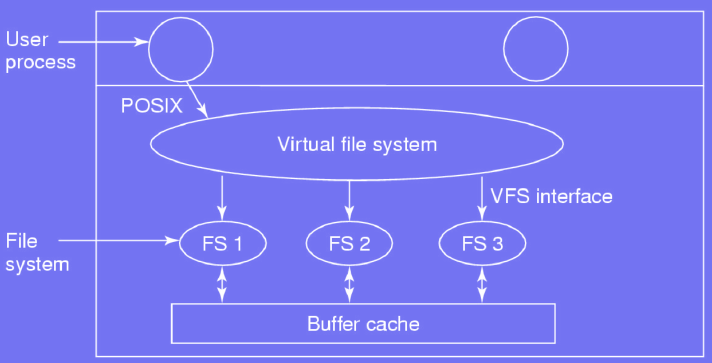 User
process
POSIX
Virtual file system
VFS interface
File
system
FS 1
FS 2
FS 3
Buffer cache